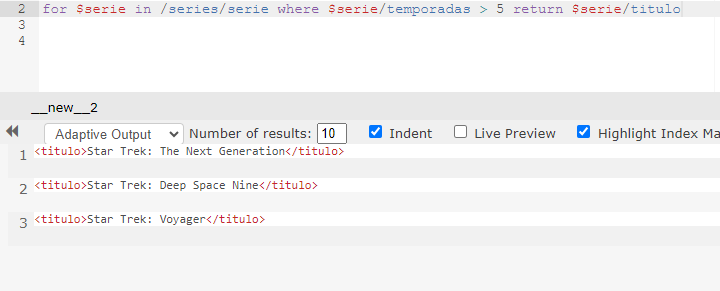 2 for $serie in /series/serie where $serie/temporadas > 5 return $serie/titulo
3
4
__new__2
Adaptive Output Number of results: 10 Indent Live Preview Highlight Index Ma
1 <titulo>Star Trek: The Next Generation</titulo>
2 <titulo>Star Trek: Deep Space Nine</titulo>
3 <titulo>Star Trek: Voyager</titulo>